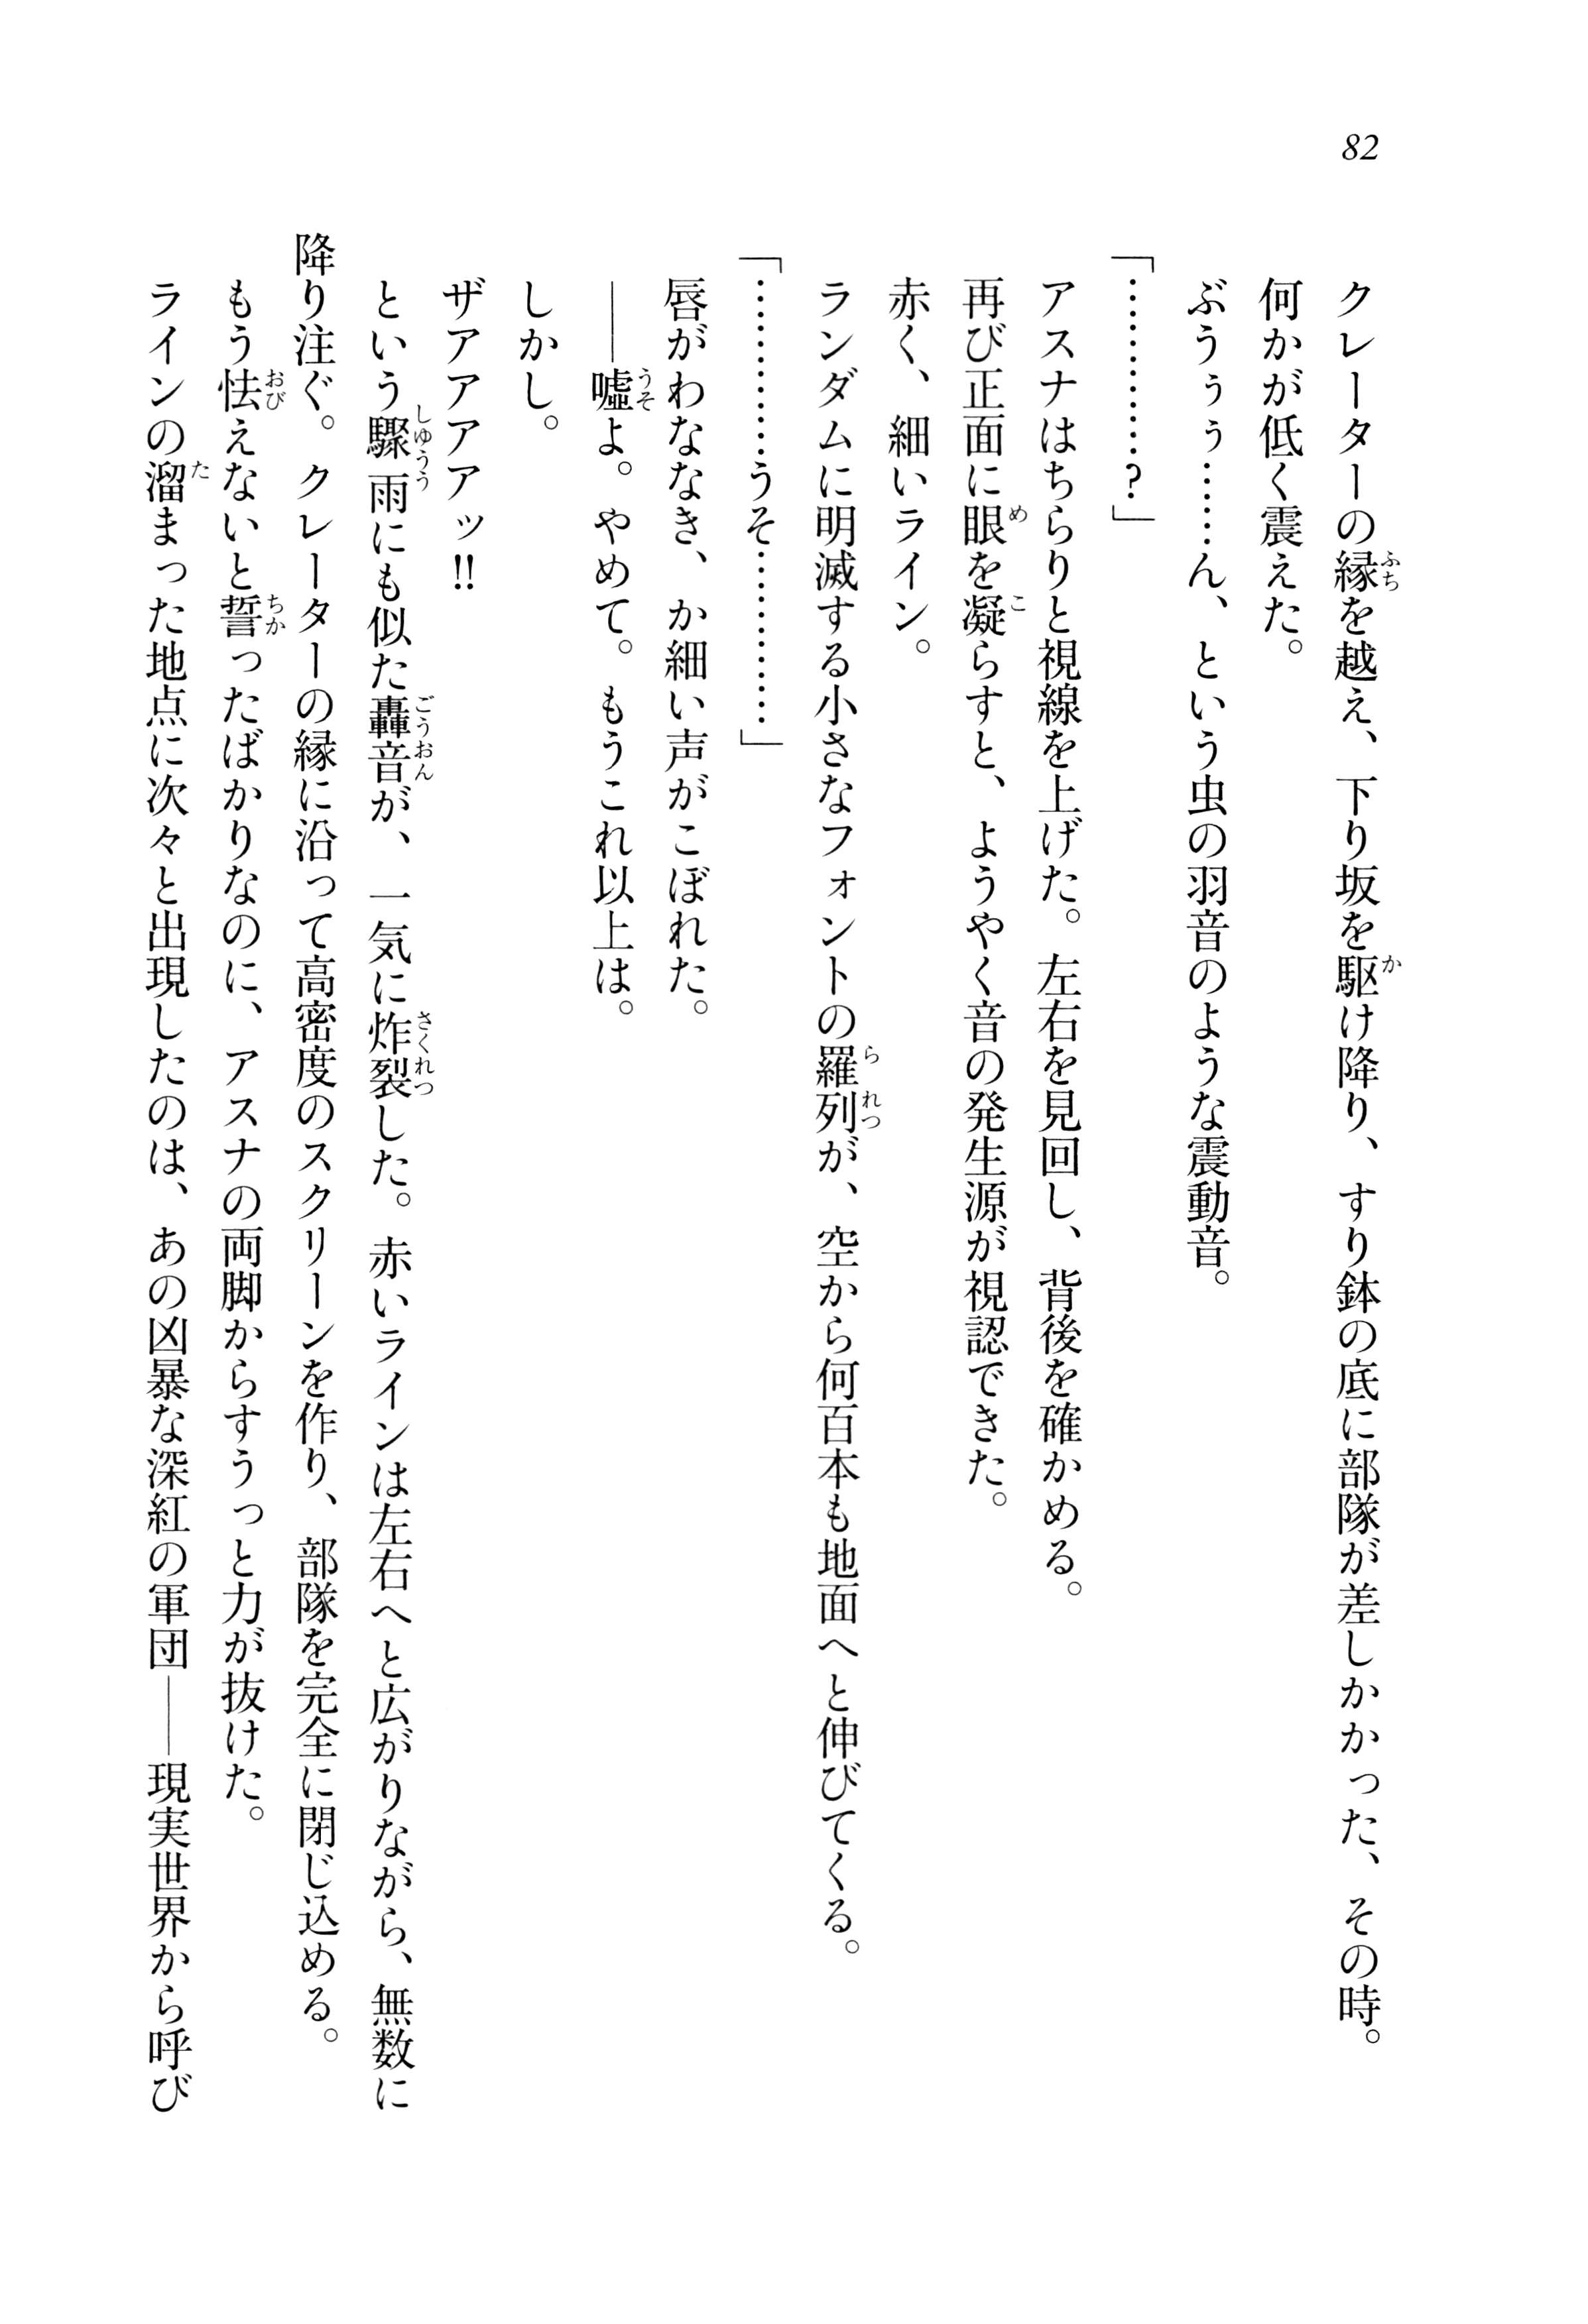 82
クレーターの縁を越え、下り坂を駆け降り、すり鉢の底に部隊が差しかかった、その時。
何かが低く震えた。
ぶうぅぅ……ん、という虫の羽音のような震動音。
「…………?」
アスナはちらりと視線を上げた。左右を見回し、背後を確かめる。
再び正面に眼を凝らすと、ようやく音の発生源が視認できた。
赤く、細いライン。
ランダムに明滅する小さなフォントの羅列が、空から何百本も地面へと伸びてくる。
「…………うそ…………」
唇がわななき、か細い声がこぼれた。
――嘘よ。やめて。もうこれ以上は。
しかし。
ザアアアアッ!!
という驟雨にも似た轟音が、一気に炸裂した。赤いラインは左右へと広がりながら、無数に
降り注ぐ。クレーターの縁に沿って高密度のスクリーンを作り、部隊を完全に閉じ込める。
もう怯えないと誓ったばかりなのに、アスナの両脚からすうっと力が抜けた。
ラインの溜まった地点に次々と出現したのは、あの凶暴な深紅の軍団――現実世界から呼び